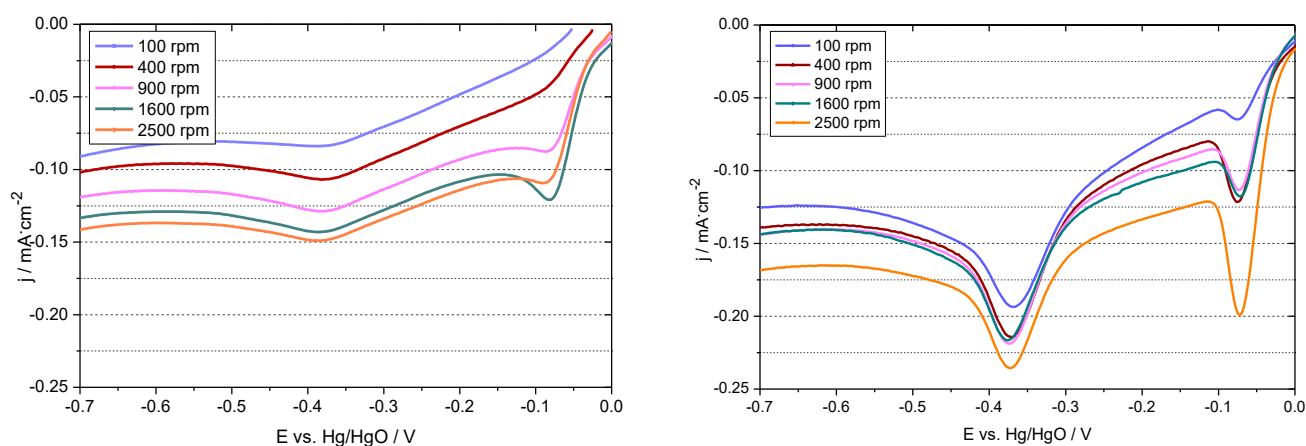 0.00
-0.05
-0.10
-0.15
-0.20
-0.25
j / mA·cm-2
100 rpm
400 rpm
900 rpm
1600 rpm
2500 rpm
-0.7 -0.6 -0.5 -0.4 -0.3 -0.2 -0.1 0.0
E vs. Hg/HgO / V
0.00
-0.05
-0.10
-0.15
-0.20
-0.25
j / mA·cm-2
100 rpm
400 rpm
900 rpm
1600 rpm
2500 rpm
-0.7 -0.6 -0.5 -0.4 -0.3 -0.2 -0.1 0.0
E vs. Hg/HgO / V